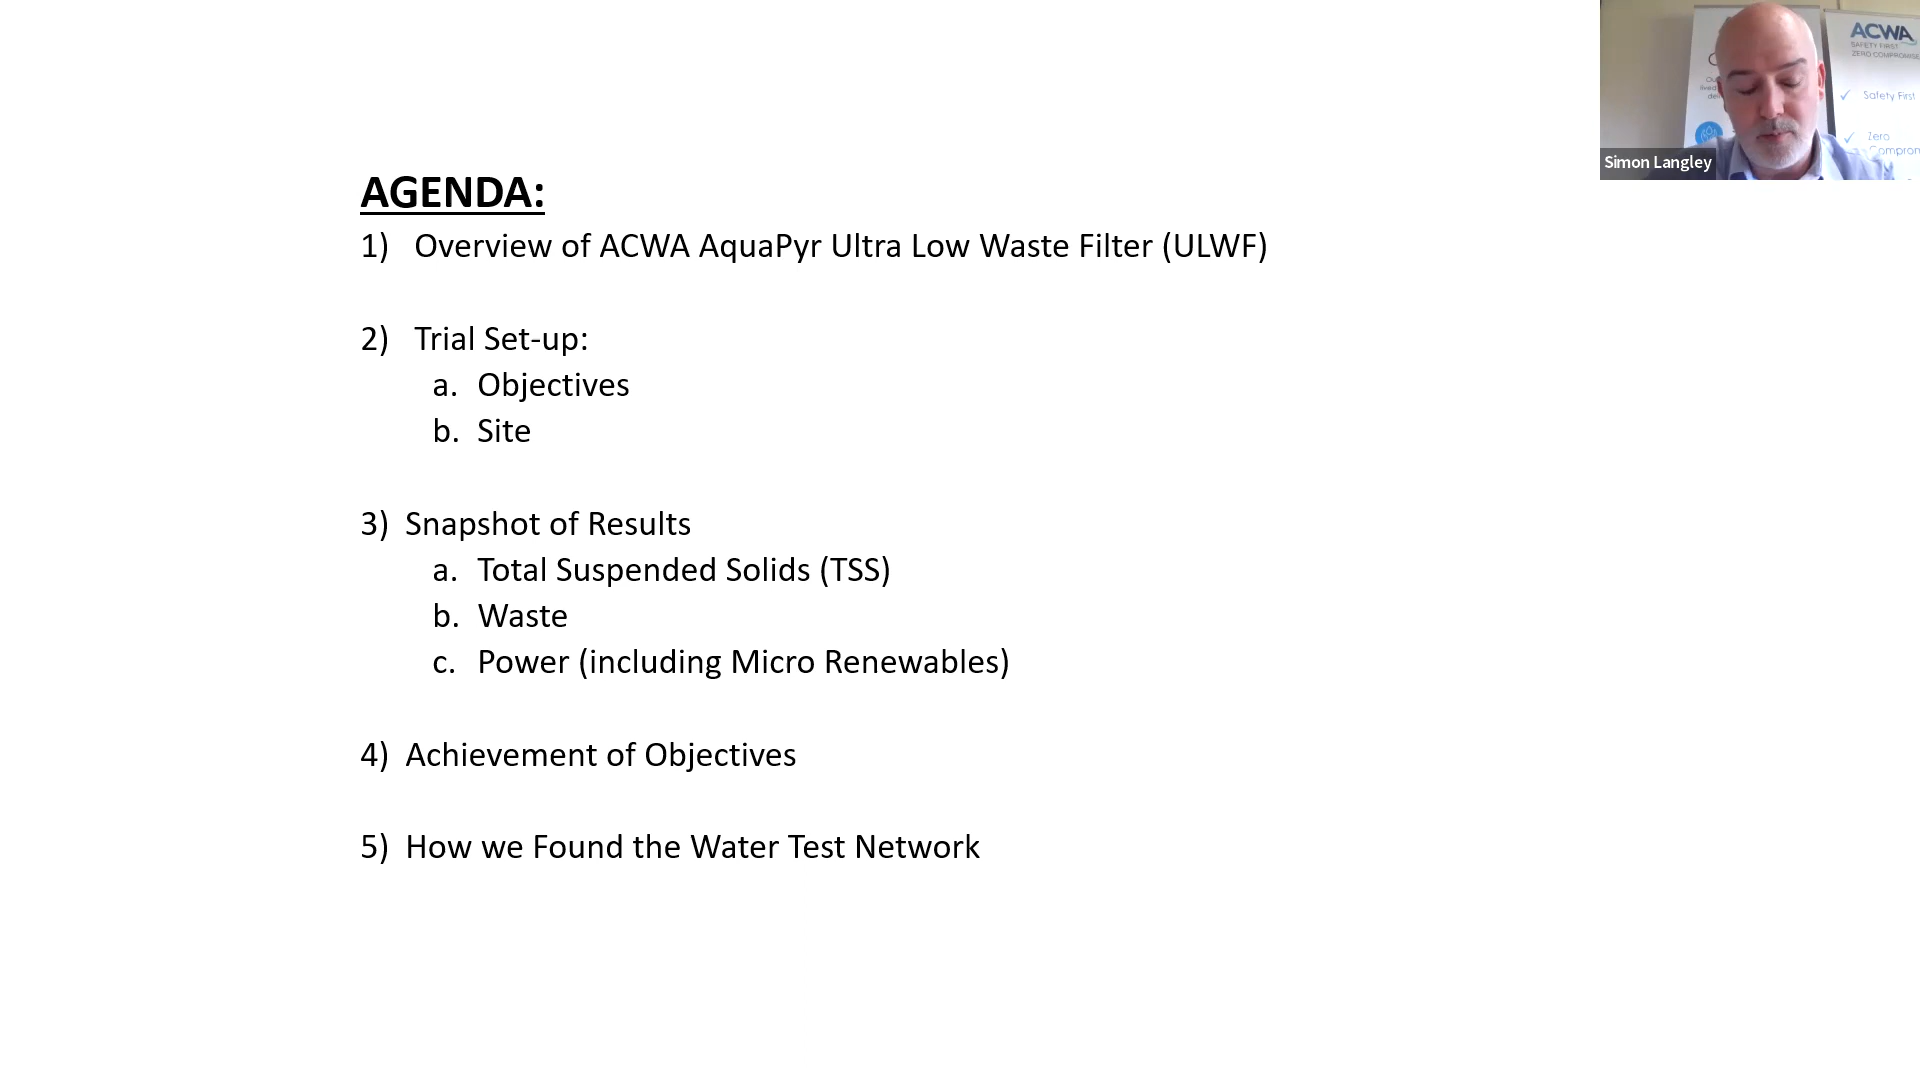 AGENDA:
1) Overview of ACWA AquaPyr Ultra Low Waste Filter (ULWF)
2) Trial Set-up:
a. Objectives
b. Site
3) Snapshot of Results
a. Total Suspended Solids (TSS)
b. Waste
c. Power (including Micro Renewables)
4) Achievement of Objectives
5) How we Found the Water Test Network
ACWA
SAFETY FIRST
ZERO COMPROMISE
✓ Safety First
✓ Zero
Simon Langley